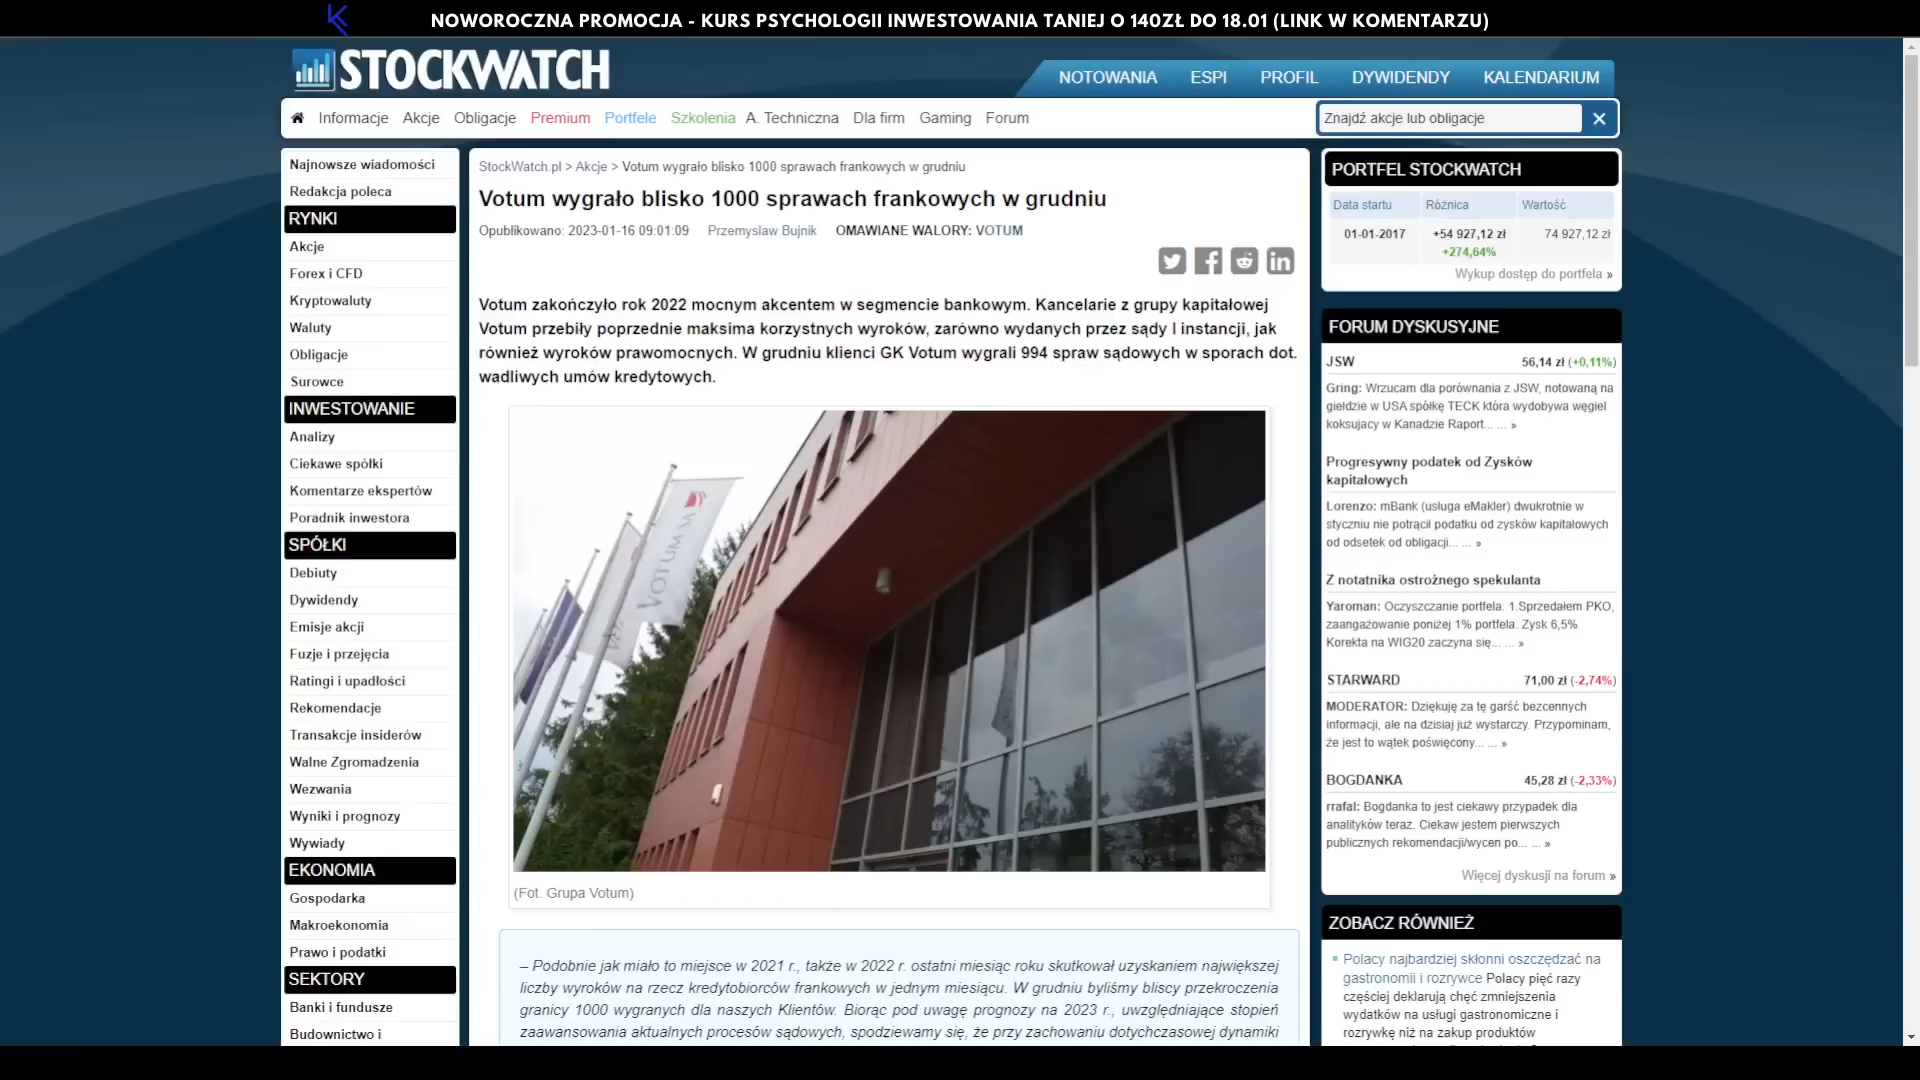 NOWOROCZNA PROMOCJA - KURS PSYCHOLOGII INWESTOWANIA TANIEJ O 140ZŁ DO 18.01 (LINK W KOMENTARZU)
STOCKWATCH
NOTOWANIA ESPI PROFIL DYWIDENDY KALENDARIUM
Informacje Akcje Obligacje Premium Portfele Szkolenia A. Techniczna Dla firm Gaming Forum
Znajdź akcje lub obligacje
Najnowsze wiadomości
Redakcja poleca
RYNKI
Akcje
Forex i CFD
Kryptowaluty
Waluty
Obligacje
Surowce
INWESTOWANIE
Analizy
Ciekawe spółki
Komentarze ekspertów
Poradnik inwestora
SPÓŁKI
Debiuty
Dywidendy
Emisje akcji
Fuzje i przejęcia
Ratingi i upadłości
Rekomendacje
Transakcje insiderów
Walne Zgromadzenia
Wezwania
Wyniki i prognozy
Wywiady
EKONOMIA
Gospodarka
Makroekonomia
Prawo i podatki
SEKTORY
Banki i fundusze
Budownictwo i
StockWatch.pl > Akcje > Votum wygrało blisko 1000 sprawach frankowych w grudniu
Votum wygrało blisko 1000 sprawach frankowych w grudniu
Opublikowano: 2023-01-16 09:01:09 Przemyslaw Bujnik OMAWIANE WALORY: VOTUM
Votum zakończyło rok 2022 mocnym akcentem w segmencie bankowym. Kancelarie z grupy kapitałowej
Votum przebiły poprzednie maksima korzystnych wyroków, zarówno wydanych przez sądy I instancji, jak
również wyroków prawomocnych. W grudniu klienci GK Votum wygrali 994 spraw sądowych w sporach dot.
wadliwych umów kredytowych.
VOTUM SA
(Fot. Grupa Votum)
– Podobnie jak miało to miejsce w 2021 r., także w 2022 r. ostatni miesiąc roku skutkował uzyskaniem największej
liczby wyroków na rzecz kredytobiorców frankowych w jednym miesiącu. W grudniu byliśmy bliscy przekroczenia
granicy 1000 wygranych dla naszych Klientów. Biorąc pod uwagę prognozy na 2023 r., uwzględniające stopień
zaawansowania aktualnych procesów sądowych, spodziewamy się, że przy zachowaniu dotychczasowej dynamiki
PORTFEL STOCKWATCH
Data startu Różnica Wartość
01-01-2017 +54 927,12 zł 74 927,12 zł
+274,64%
Wykup dostęp do portfela »
FORUM DYSKUSYJNE
JSW 56,14 zł (+0,11%)
Gring: Wrzucam dla porównania z JSW, notowaną na
giełdzie w USA spółkę TECK która wydobywa węgiel
koksujacy w Kanadzie Raport... ... »
Progresywny podatek od Zysków
kapitałowych
Lorenzo: mBank (usługa eMakler) dwukrotnie w
styczniu nie potrącił podatku od zysków kapitałowych
od odsetek od obligacji... ... »
Z notatnika ostrożnego spekulanta
Yaroman: Oczyszczanie portfela: 1.Sprzedałem PKO,
zaangażowanie poniżej 1% portfela. Zysk 6,5%.
Korekta na WIG20 zaczyna się... ... »
STARWARD 71,00 zł (-2,74%)
MODERATOR: Dziękuję za tę garść bezcennych
informacji, ale na dzisiaj już wystarczy. Przypominam,
że jest to wątek poświęcony... ... »
BOGDANKA 45,28 zł (-2,33%)
rrafal: Bogdanka to jest ciekawy przypadek dla
analityków teraz. Ciekaw jestem pierwszych
publicznych rekomendacji/wycen po... ... »
Więcej dyskusji na forum »
ZOBACZ RÓWNIEŻ
Polacy najbardziej skłonni oszczędzać na
gastronomii i rozrywce Polacy pięć razy
częściej deklarują chęć zmniejszenia
wydatków na usługi gastronomiczne i
rozrywkę niż na zakup produktów